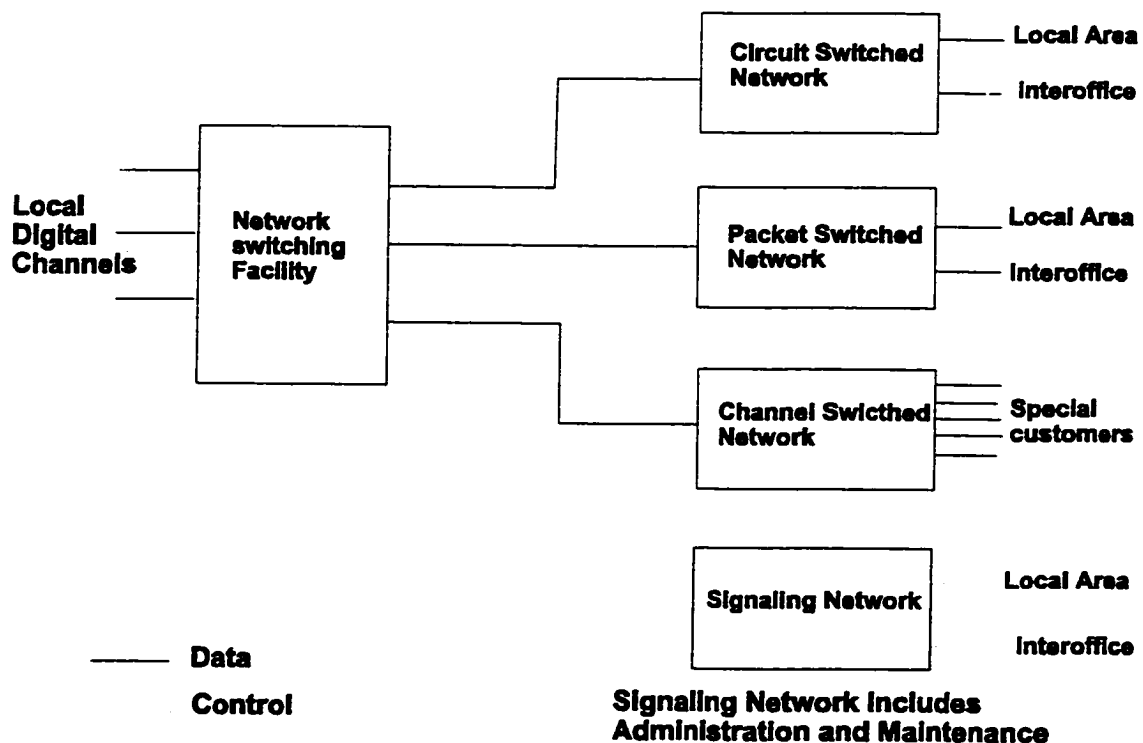 Local
Digital
Channels
Network
switching
Facility
Circuit Switched
Network
Local Area
interoffice
Packet Switched
Network
Local Area
interoffice
Channel Swicthed
Network
Special
customers
Signaling Network
Local Area
Interoffice
Data
Control
Signaling Network Includes
Administration and Maintenance